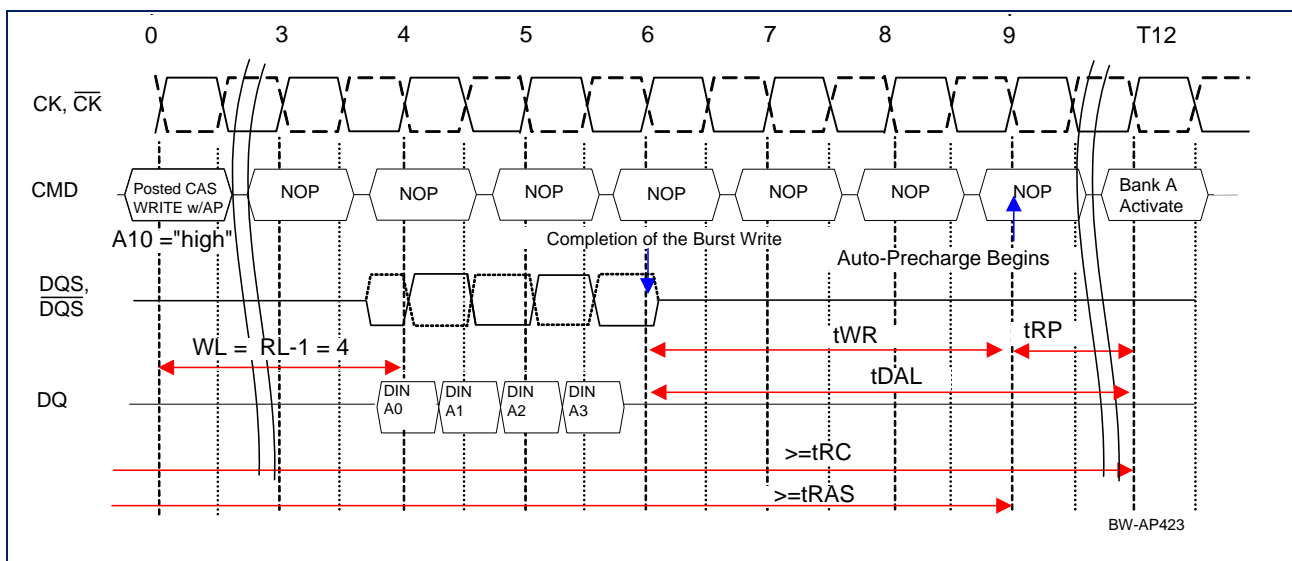 0 3 4 5 6 7 8 9 T12
CK, CK
CMD
Posted CAS
WRITE w/AP
NOP NOP NOP NOP NOP NOP NOP
Bank A
Activate
A10 ="high"
Completion of the Burst Write
Auto-Precharge Begins
DQS,
DQS
WL = RL-1 = 4
tWR
tRP
tDAL
DQ
DIN
A0
DIN
A1
DIN
A2
DIN
A3
>=tRC
>=tRAS
BW-AP423